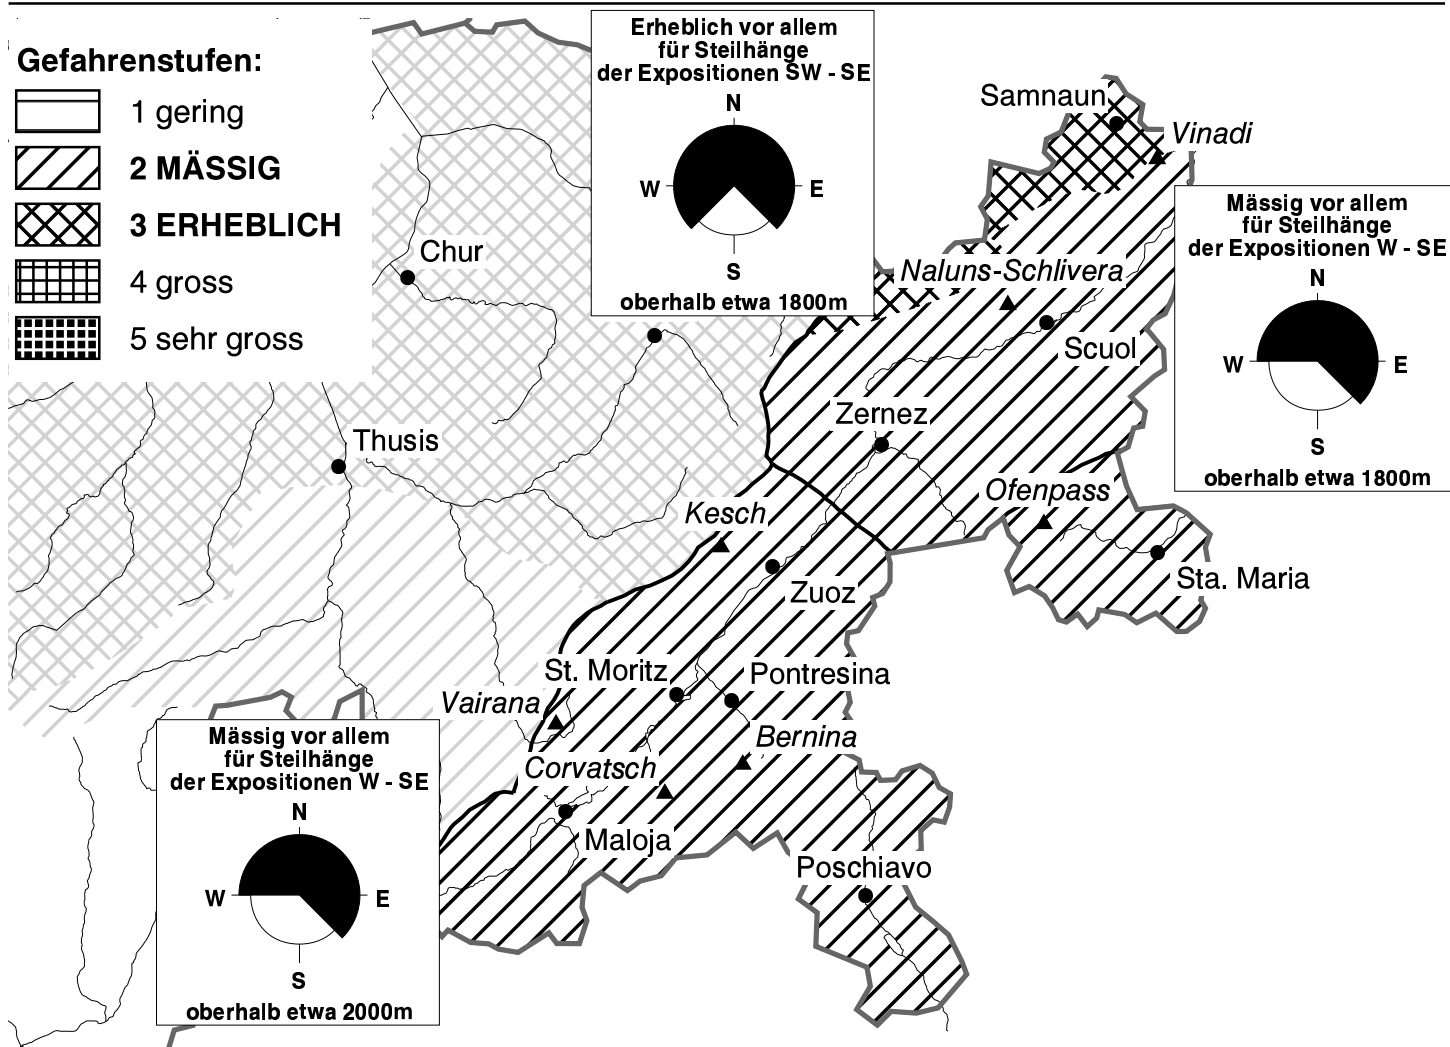 Gefahrenstufen:
1 gering
2 MÄSSIG
3 ERHEBLICH
4 gross
5 sehr gross
Erheblich vor allem
für Steilhänge
der Expositionen SW - SE
N
W
E
S
oberhalb etwa 1800m
Samnaun
Vinadi
Mässig vor allem
für Steilhänge
der Expositionen W - SE
N
W
E
S
oberhalb etwa 1800m
Chur
Naluns-Schlivera
Scuol
Zernez
Thusis
Ofenpass
Kesch
Sta. Maria
Zuoz
St. Moritz
Pontresina
Vairana
Bernina
Corvatsch
Maloja
Poschiavo
Mässig vor allem
für Steilhänge
der Expositionen W - SE
N
W
E
S
oberhalb etwa 2000m